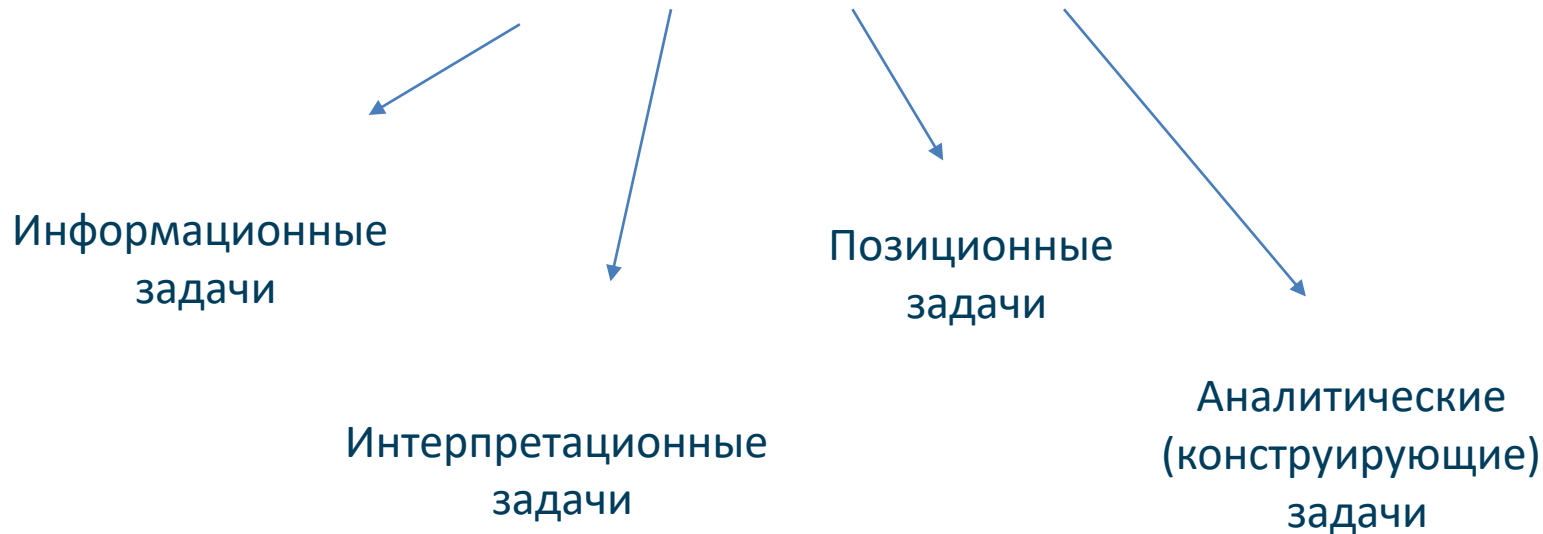 Информационные
задачи
Интерпретационные
задачи
Позиционные
задачи
Аналитические
(конструирующие)
задачи